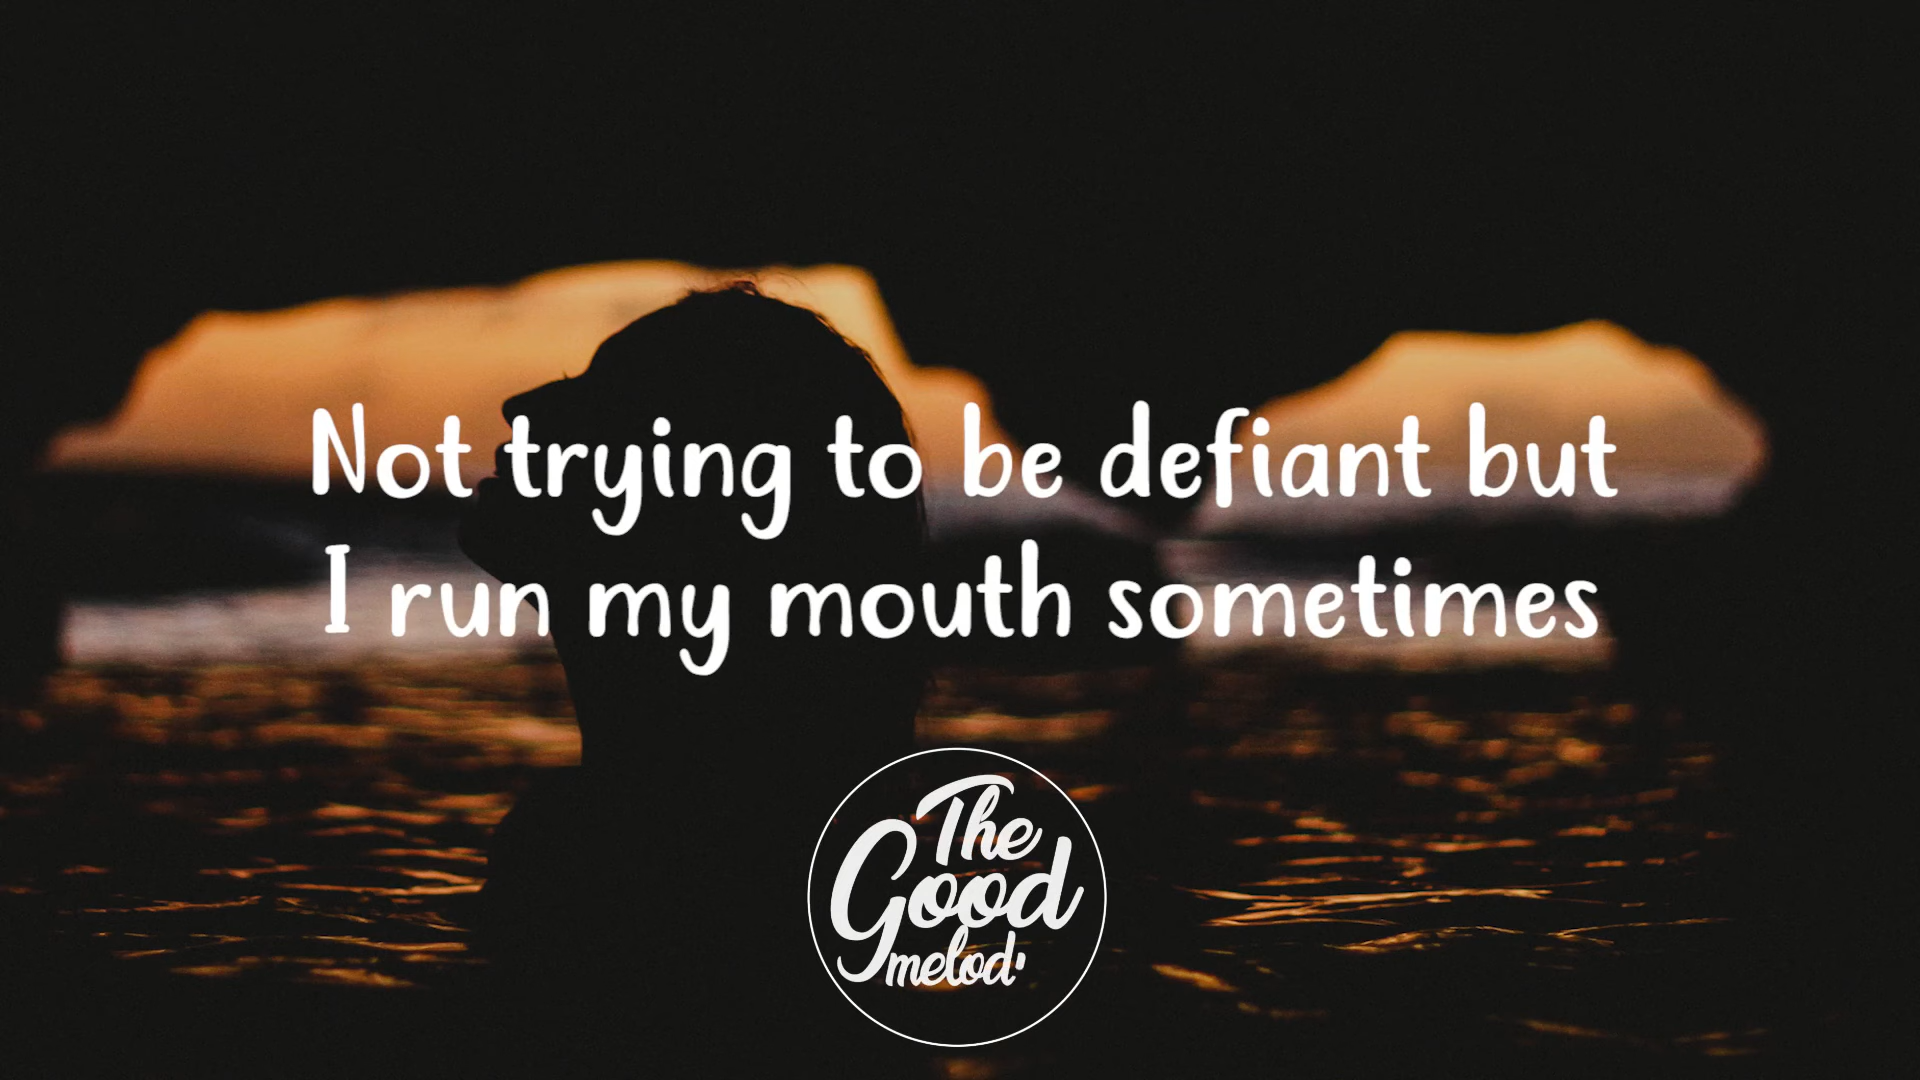 Not trying to be defiant but
I run my mouth sometimes
The
Good
melod'